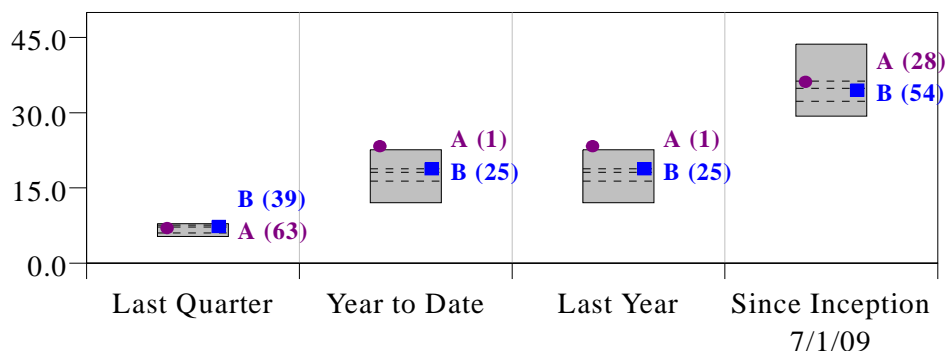 45.0
30.0
15.0
0.0
B (39)
A (63)
A (1)
B (25)
A (1)
B (25)
A (28)
B (54)
Last Quarter
Year to Date
Last Year
Since Inception
7/1/09